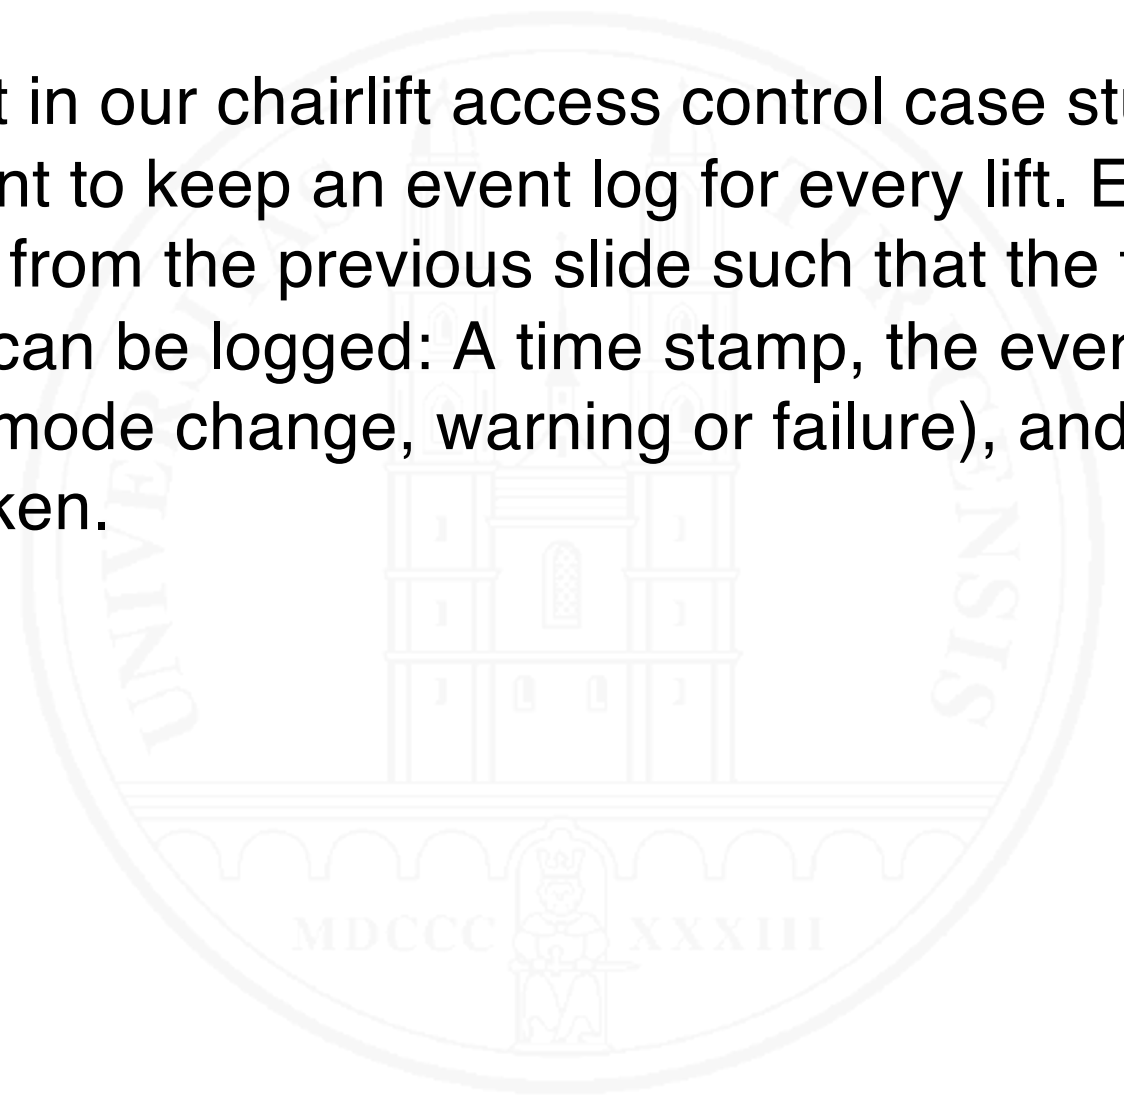 t in our chairlift access control case stu
nt to keep an event log for every lift. E
from the previous slide such that the f
can be logged: A time stamp, the even
mode change, warning or failure), and
ken.
UNIVERSITAS TURICENSIS
MDCCC XXXIII